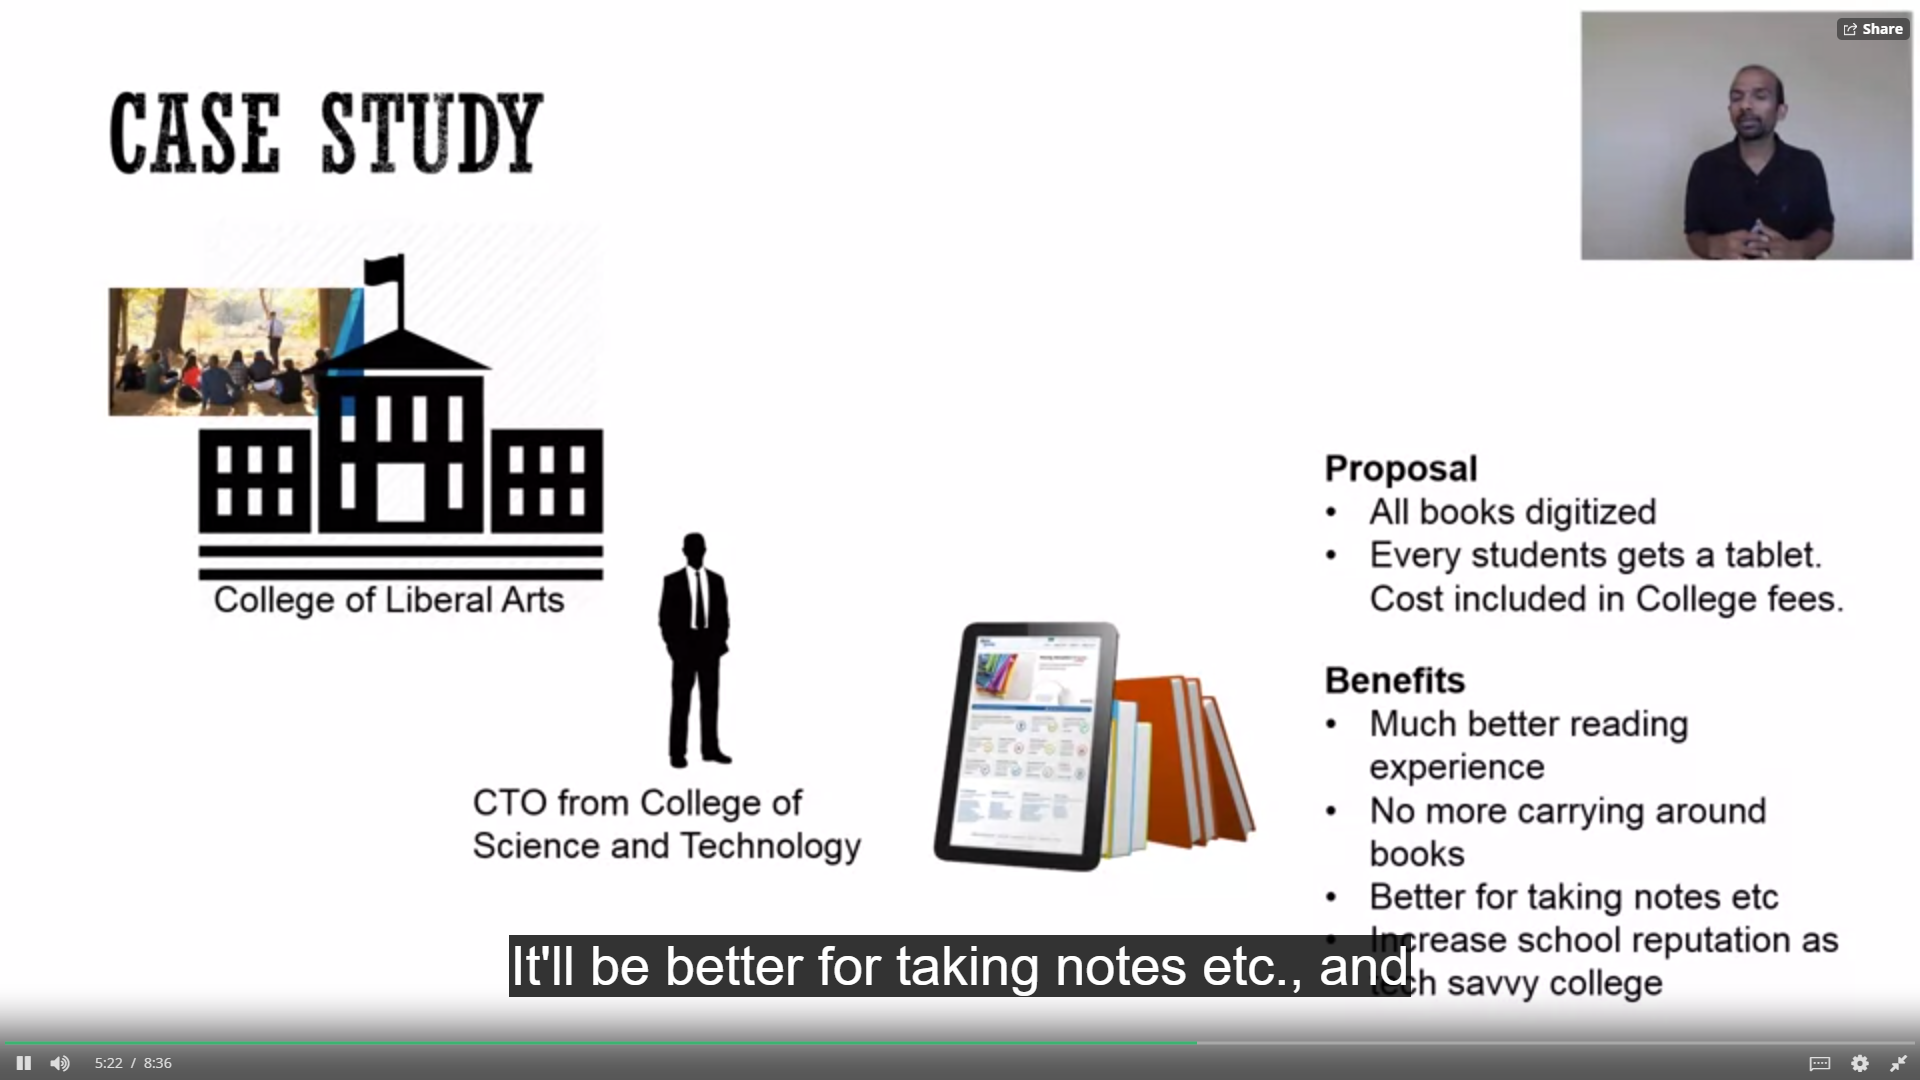 Share
CASE STUDY
College of Liberal Arts
CTO from College of
Science and Technology
Proposal
• All books digitized
• Every students gets a tablet.
Cost included in College fees.
Benefits
• Much better reading
experience
• No more carrying around
books
• Better for taking notes etc
• Increase school reputation as
tech savvy college
It'll be better for taking notes etc., and
5:22 / 8:36